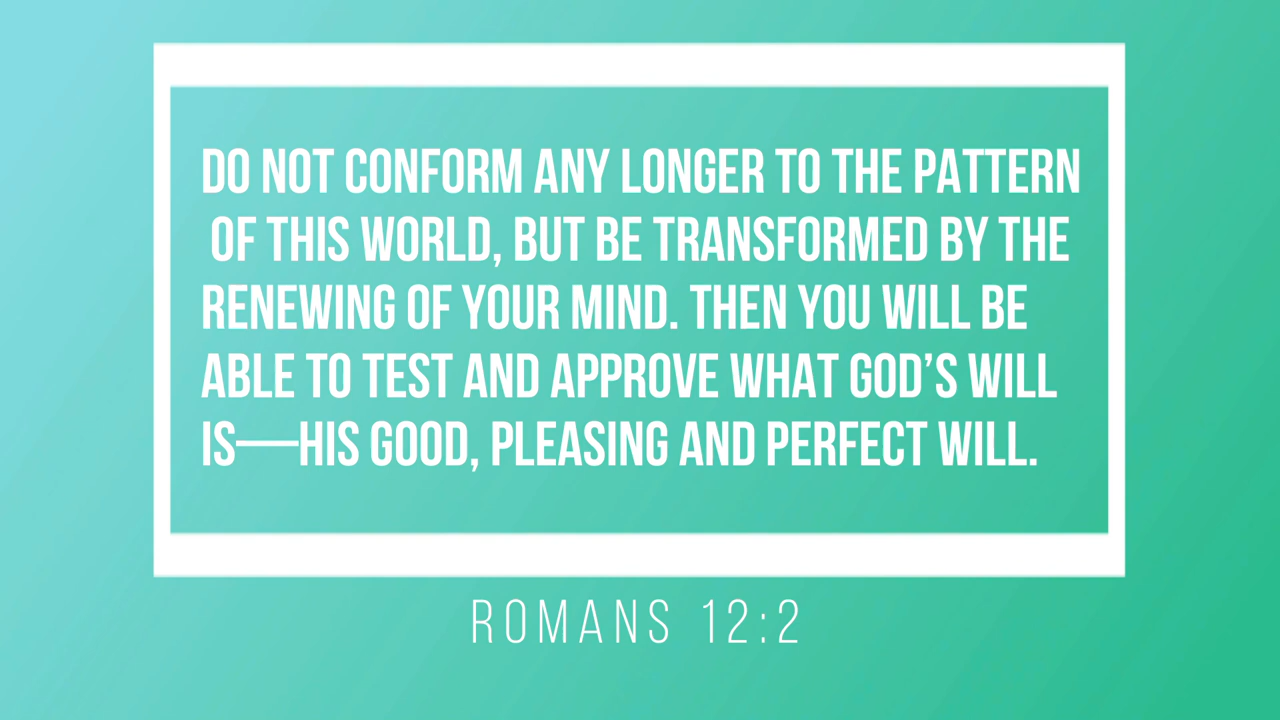 DO NOT CONFORM ANY LONGER TO THE PATTERN
OF THIS WORLD, BUT BE TRANSFORMED BY THE
RENEWING OF YOUR MIND. THEN YOU WILL BE
ABLE TO TEST AND APPROVE WHAT GOD’S WILL
IS—HIS GOOD, PLEASING AND PERFECT WILL.
ROMANS 12:2